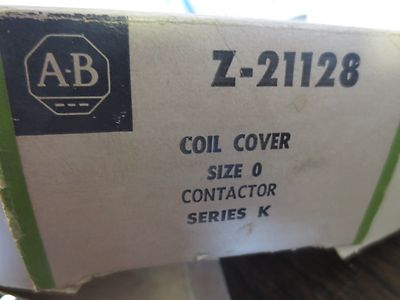 A-B
Z-21128
COIL COVER
SIZE 0
CONTACTOR
SERIES K